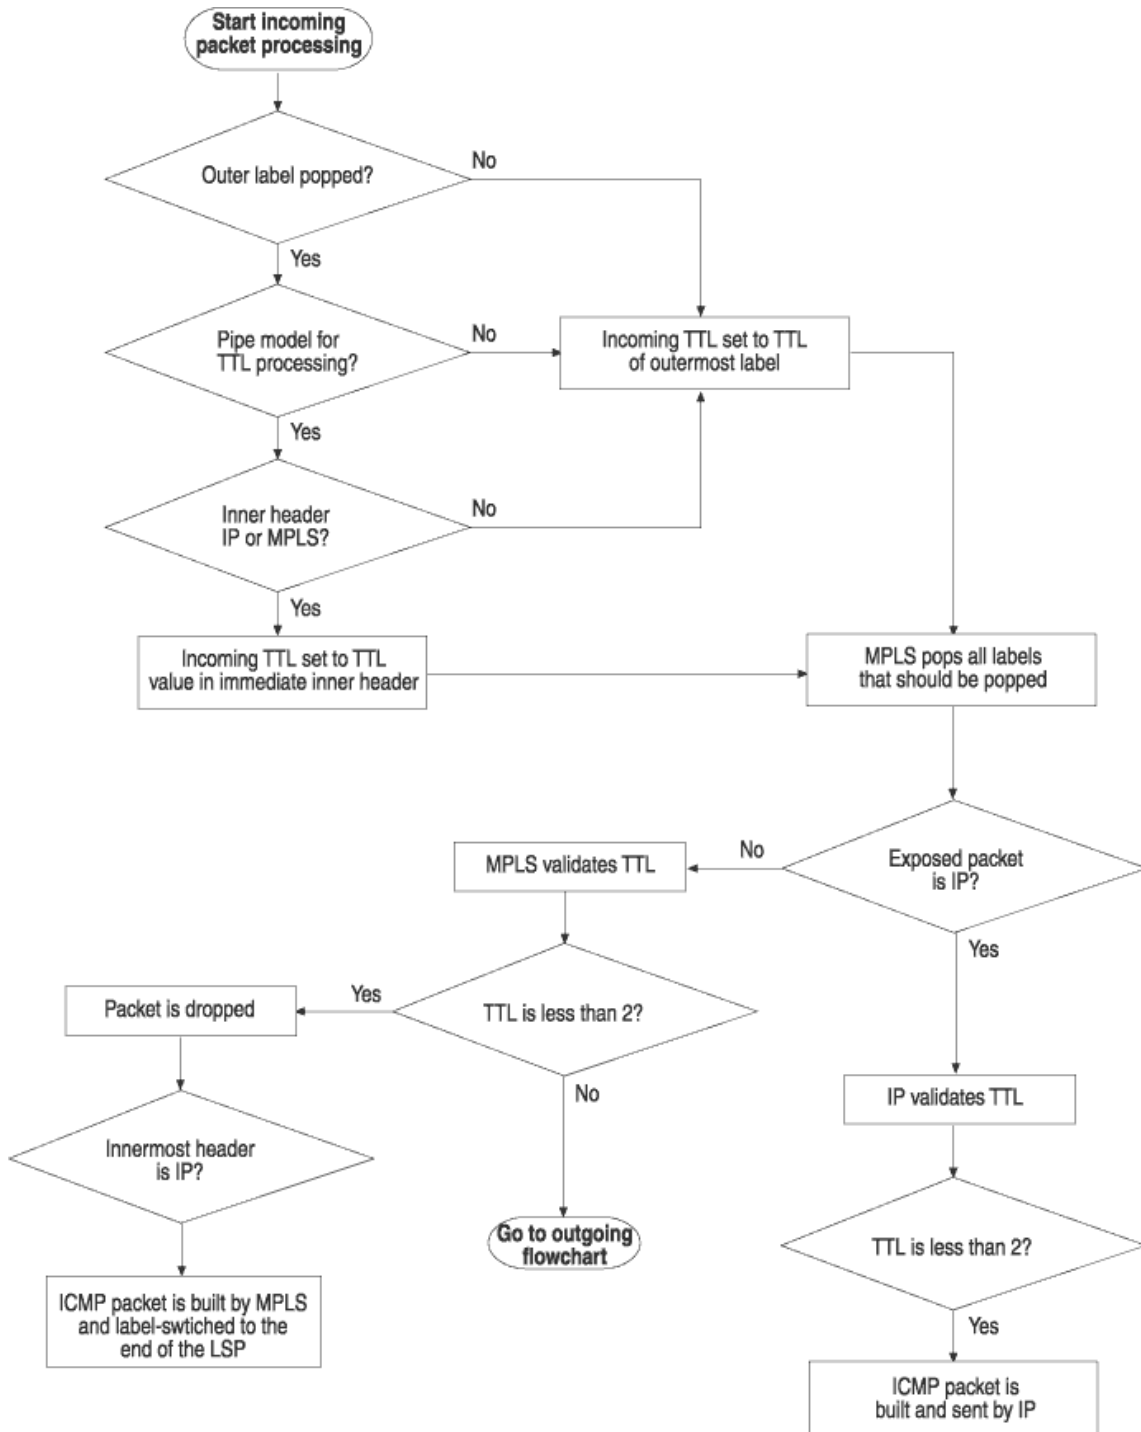 Start incoming
packet processing
Outer label popped?
No
Yes
Pipe model for
TTL processing?
No
Incoming TTL set to TTL
of outermost label
Yes
Inner header
IP or MPLS?
No
Yes
Incoming TTL set to TTL
value in immediate inner header
MPLS pops all labels
that should be popped
MPLS validates TTL
No
Exposed packet
is IP?
Yes
Packet is dropped
Yes
TTL is less than 2?
No
IP validates TTL
Innermost header
is IP?
Go to outgoing
flowchart
TTL is less than 2?
ICMP packet is built by MPLS
and label-swtiched to the
end of the LSP
Yes
ICMP packet is
built and sent by IP